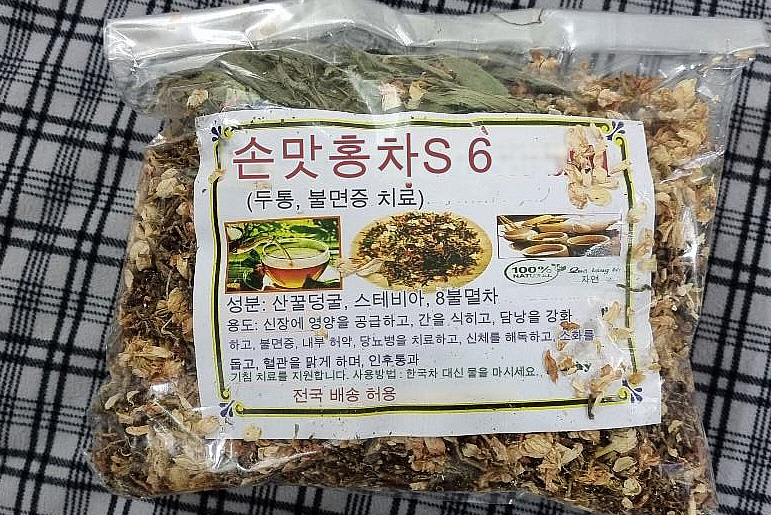 손맛홍차S 6
(두통, 불면증 치료)
100%
NATURAL
자연
성분: 산꿀덩굴, 스테비아, 8불멸차
용도: 신장에 영양을 공급하고, 간을 식히고, 담낭을 강화
하고, 불면증, 내부 허약, 당뇨병을 치료하고, 신체를 해독하고, 소화를
돕고, 혈관을 맑게 하며, 인후통과
기침 치료를 지원합니다. 사용방법 : 한국차 대신 물을 마시세요.
전국 배송 허용